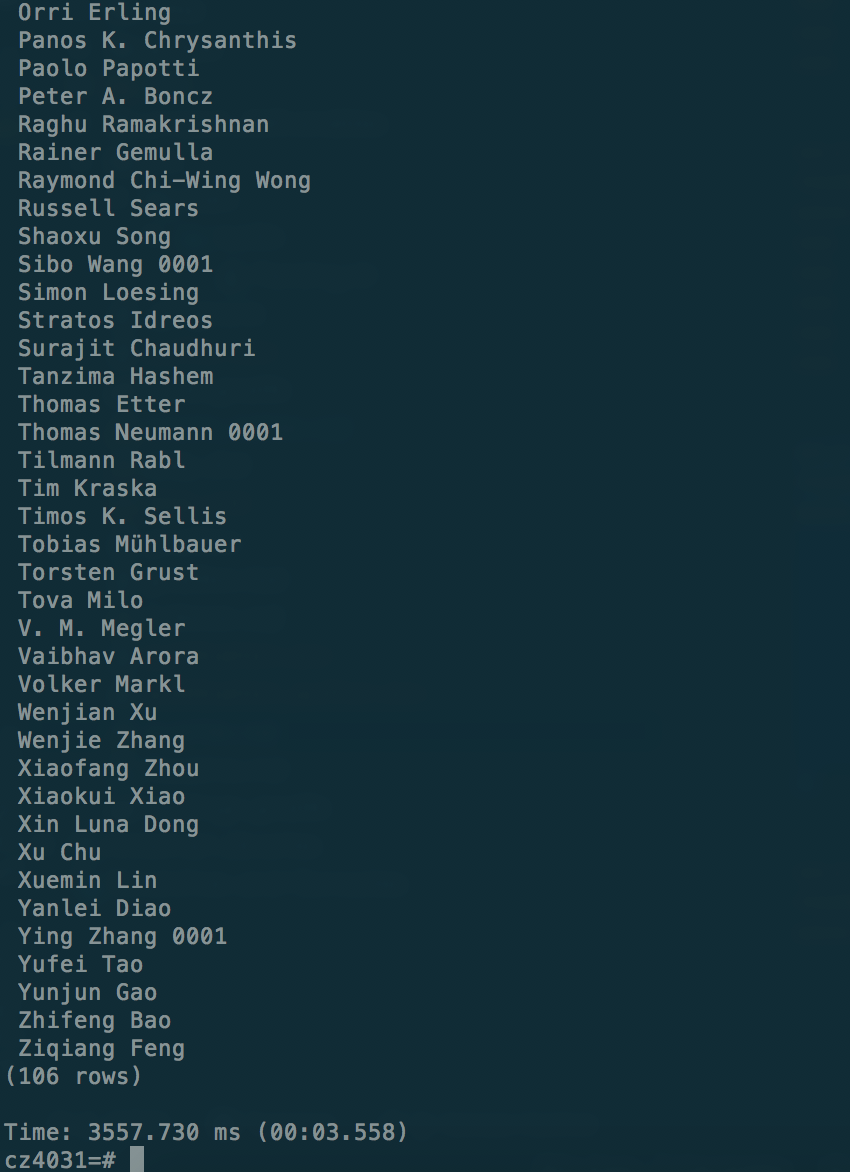 Orri Erling
Panos K. Chrysanthis
Paolo Papotti
Peter A. Boncz
Raghu Ramakrishnan
Rainer Gemulla
Raymond Chi-Wing Wong
Russell Sears
Shaoxu Song
Sibo Wang 0001
Simon Loesing
Stratos Idreos
Surajit Chaudhuri
Tanzima Hashem
Thomas Etter
Thomas Neumann 0001
Tilmann Rabl
Tim Kraska
Timos K. Sellis
Tobias Mühlbauer
Torsten Grust
Tova Milo
V. M. Megler
Vaibhav Arora
Volker Markl
Wenjian Xu
Wenjie Zhang
Xiaofang Zhou
Xiaokui Xiao
Xin Luna Dong
Xu Chu
Xuemin Lin
Yanlei Diao
Ying Zhang 0001
Yufei Tao
Yunjun Gao
Zhifeng Bao
Ziqiang Feng
(106 rows)
Time: 3557.730 ms (00:03.558)
cz4031=#